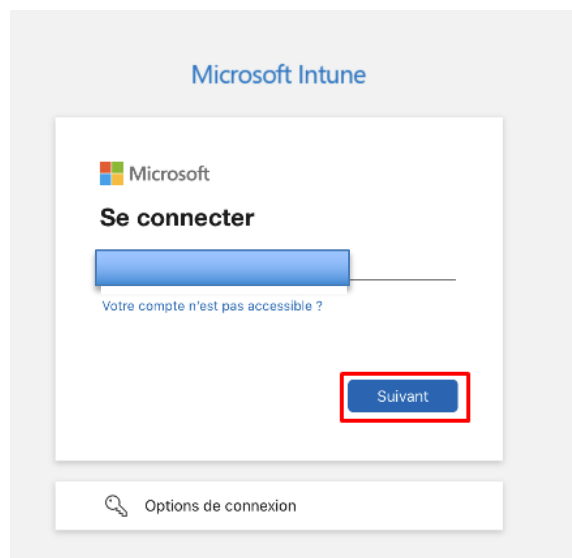 Microsoft Intune
Microsoft
Se connecter
Votre compte n'est pas accessible ?
Suivant
Options de connexion